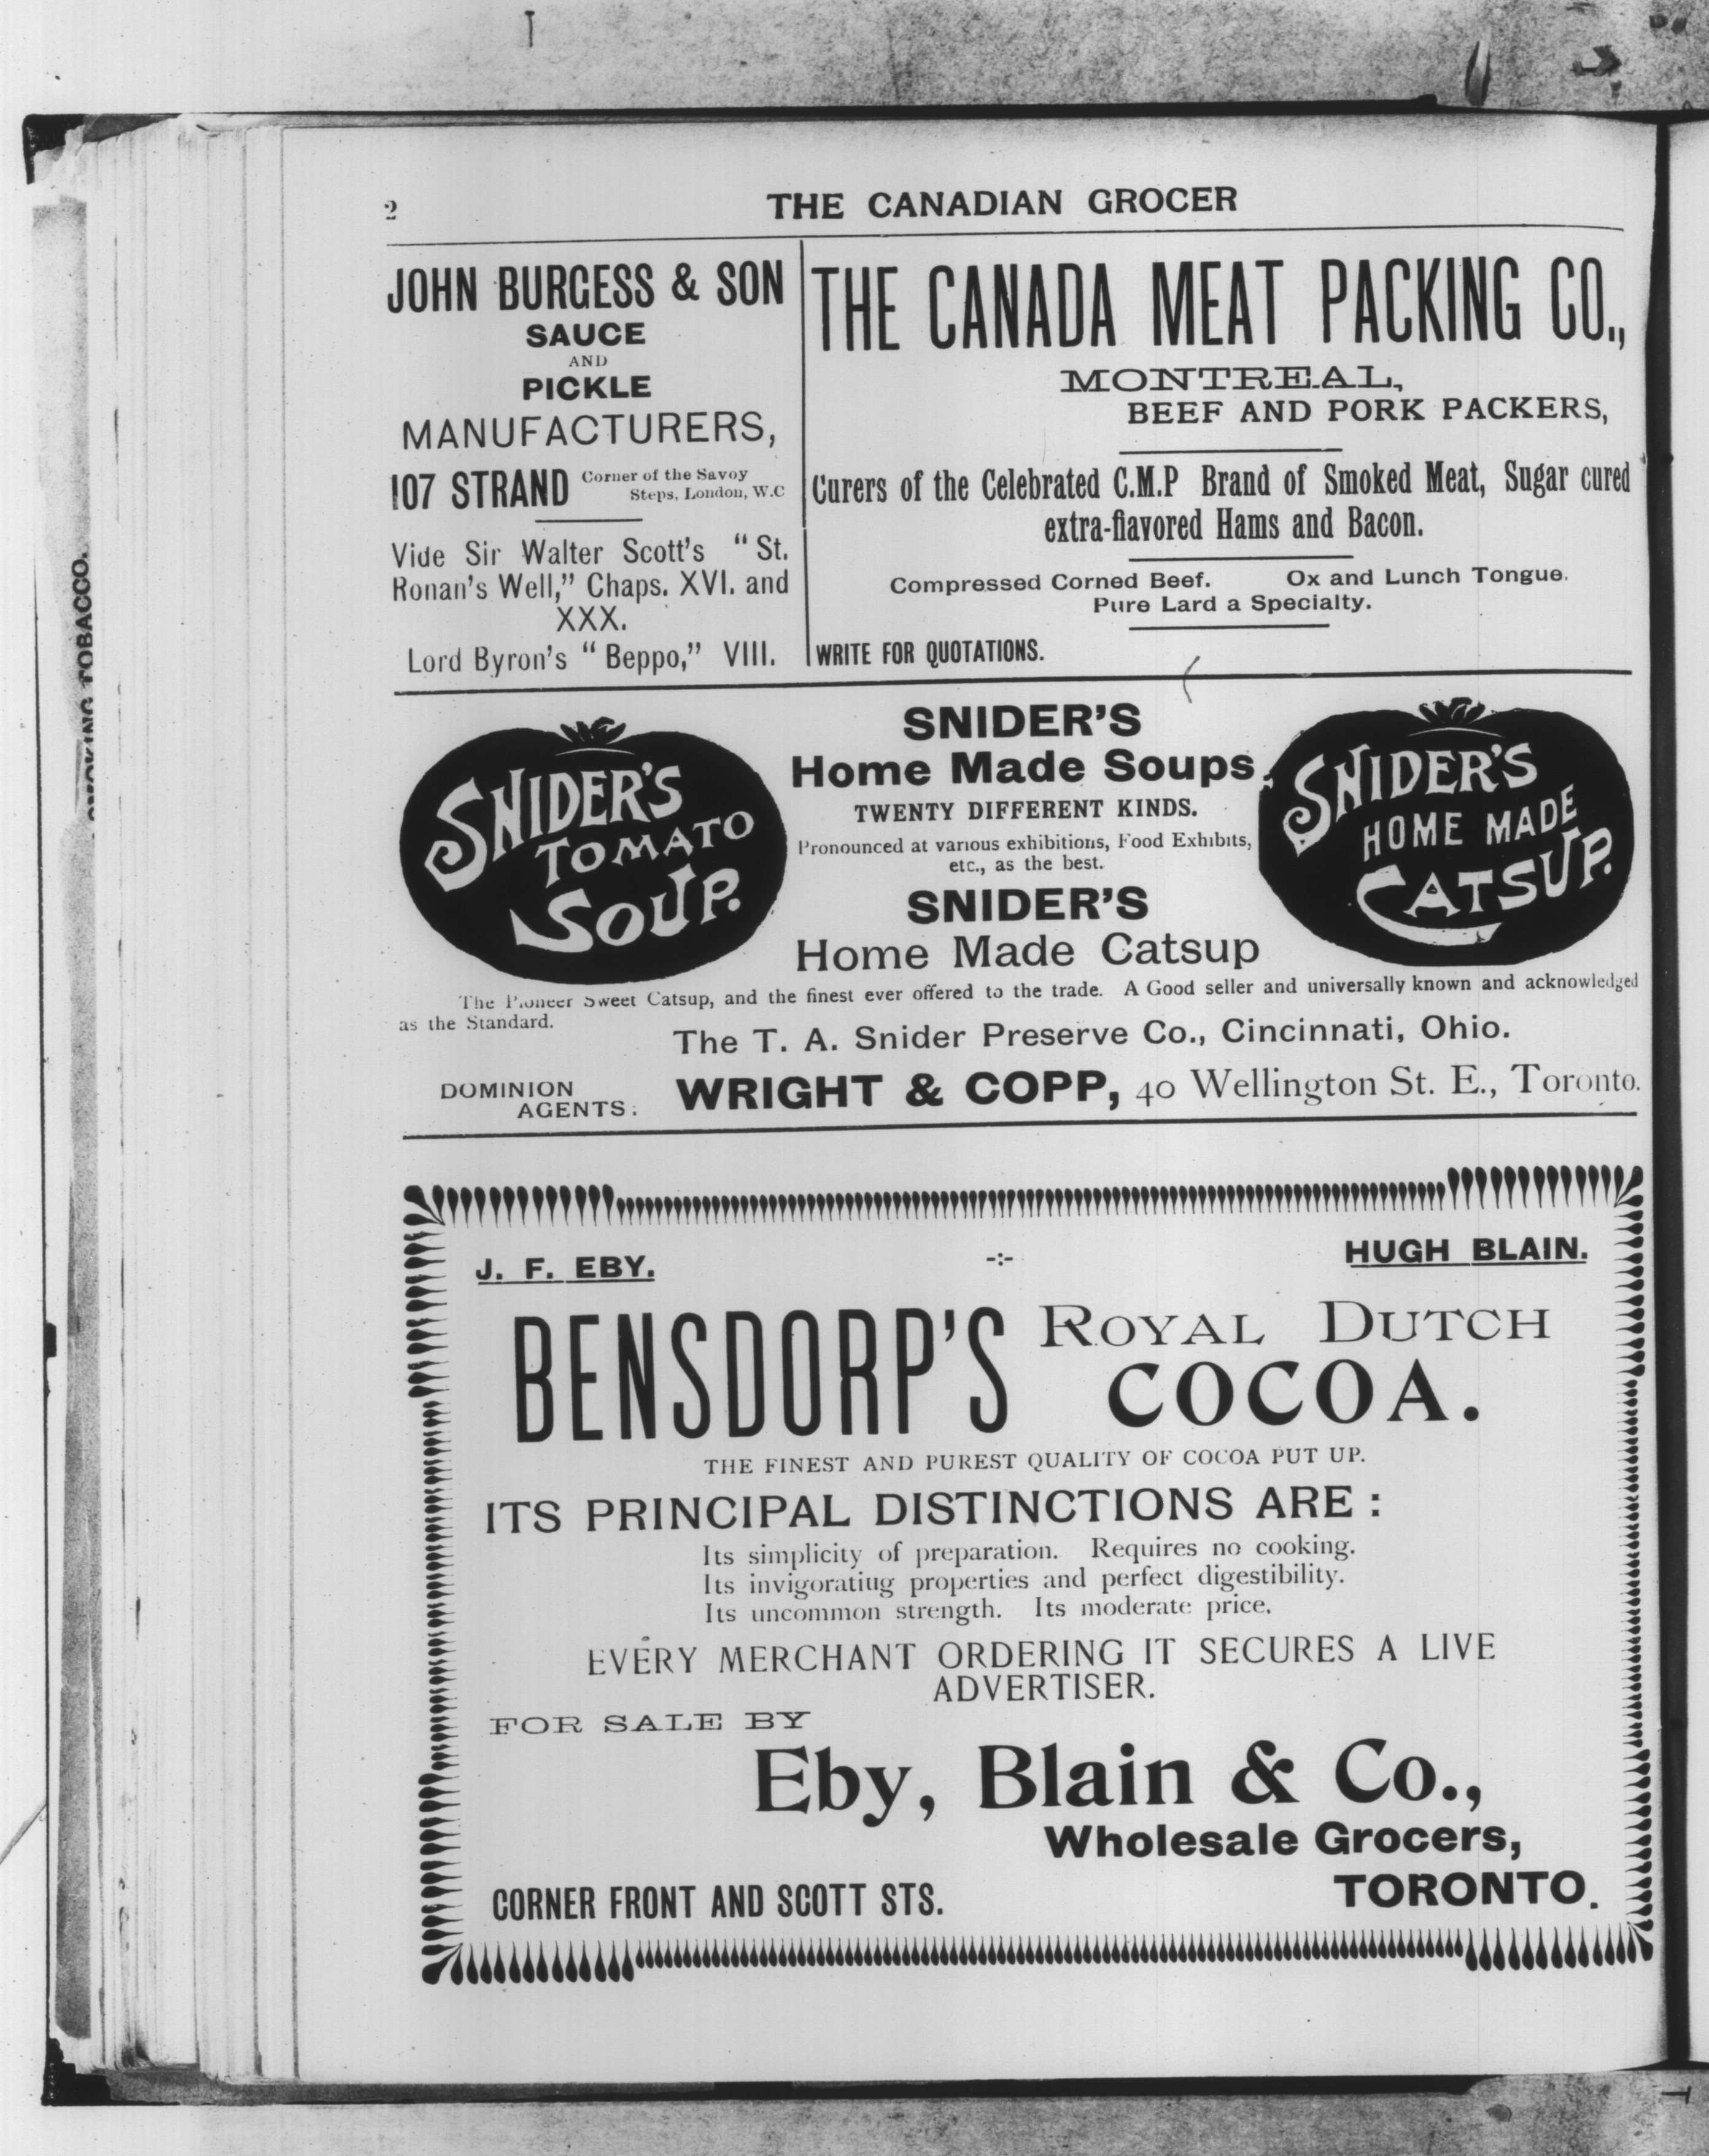 2
THE CANADIAN GROCER
JOHN BURGESS & SON
SAUCE
AND
PICKLE
MANUFACTURERS,
107 STRAND Corner of the Savoy
Steps, London, W.C
Vide Sir Walter Scott's "St.
Ronan's Well," Chaps. XVI. and
XXX.
Lord Byron's "Beppo," VIII.
THE CANADA MEAT PACKING CO.,
MONTREAL,
BEEF AND PORK PACKERS,
Curers of the Celebrated C.M.P Brand of Smoked Meat, Sugar cured
extra-flavored Hams and Bacon.
Compressed Corned Beef. Ox and Lunch Tongue.
Pure Lard a Specialty.
WRITE FOR QUOTATIONS.
SNIDER'S
TOMATO
SOUP.
SNIDER'S
Home Made Soups,
TWENTY DIFFERENT KINDS.
Pronounced at various exhibitions, Food Exhibits,
etc., as the best.
SNIDER'S
Home Made Catsup
SNIDER'S
HOME MADE
CATSUP.
The Pioneer Sweet Catsup, and the finest ever offered to the trade. A Good seller and universally known and acknowledged
as the Standard.
The T. A. Snider Preserve Co., Cincinnati, Ohio.
DOMINION
AGENTS: WRIGHT & COPP, 40 Wellington St. E., Toronto.
J. F. EBY. -:- HUGH BLAIN.
BENSDORP'S ROYAL DUTCH
COCOA.
THE FINEST AND PUREST QUALITY OF COCOA PUT UP.
ITS PRINCIPAL DISTINCTIONS ARE:
Its simplicity of preparation. Requires no cooking.
Its invigoratiug properties and perfect digestibility.
Its uncommon strength. Its moderate price.
EVERY MERCHANT ORDERING IT SECURES A LIVE
ADVERTISER.
FOR SALE BY
Eby, Blain & Co.,
Wholesale Grocers,
CORNER FRONT AND SCOTT STS. TORONTO.
SMOKING TOBACCO.